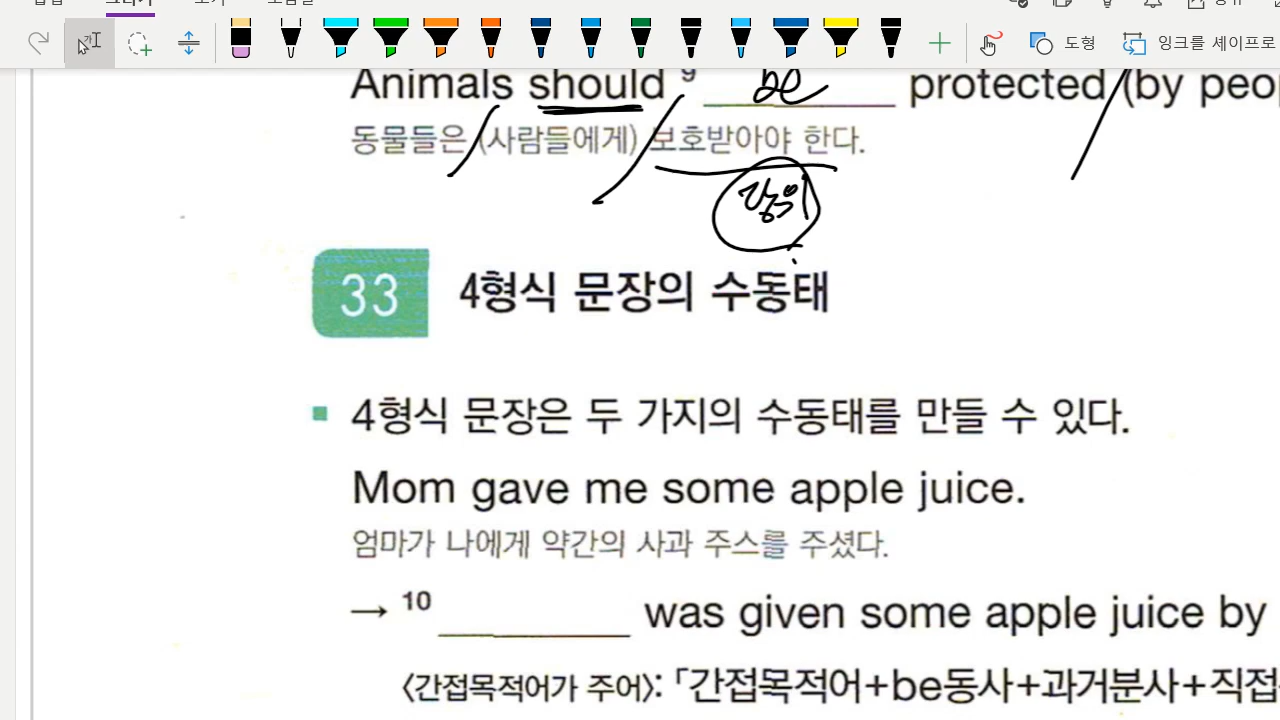 도형
잉크를 셰이프로
Animals should 9 be protected (by peop
동물들은 (사람들에게) 보호받아야 한다.
33 4형식 문장의 수동태
4형식 문장은 두 가지의 수동태를 만들 수 있다.
Mom gave me some apple juice.
엄마가 나에게 약간의 사과 주스를 주셨다.
→ 10 ________ was given some apple juice by
〈간접목적어가 주어〉: 「간접목적어+be동사+과거분사+직접